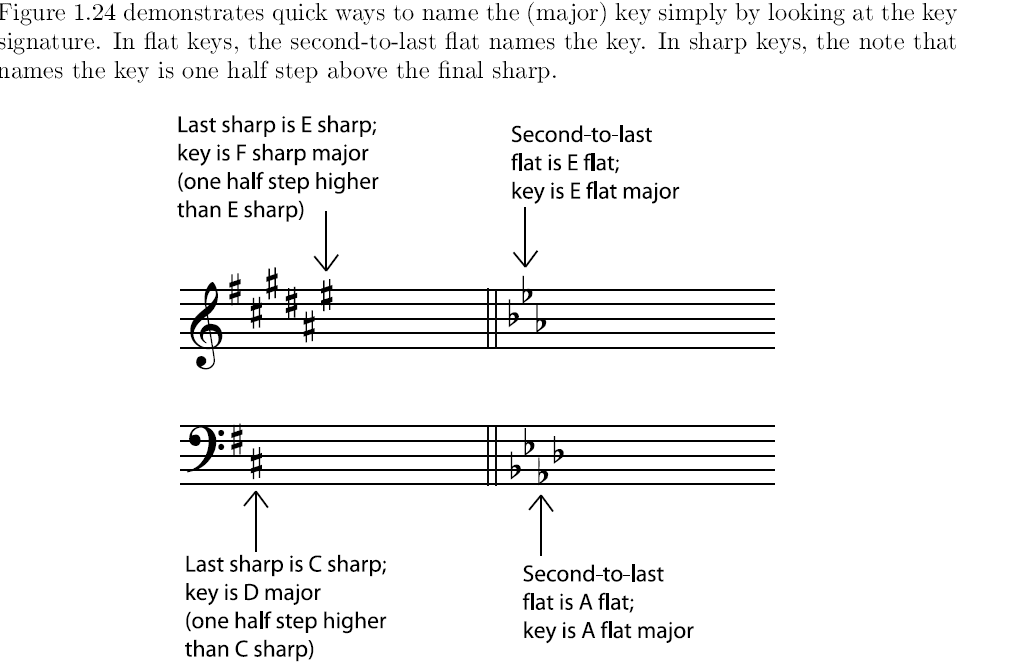 Figure 1.24 demonstrates quick ways to name the (major) key simply by looking at the key
signature. In flat keys, the second-to-last flat names the key. In sharp keys, the note that
names the key is one half step above the final sharp.
Last sharp is E sharp;
key is F sharp major
(one half step higher
than E sharp)
Second-to-last
flat is E flat;
key is E flat major
Last sharp is C sharp;
key is D major
(one half step higher
than C sharp)
Second-to-last
flat is A flat;
key is A flat major